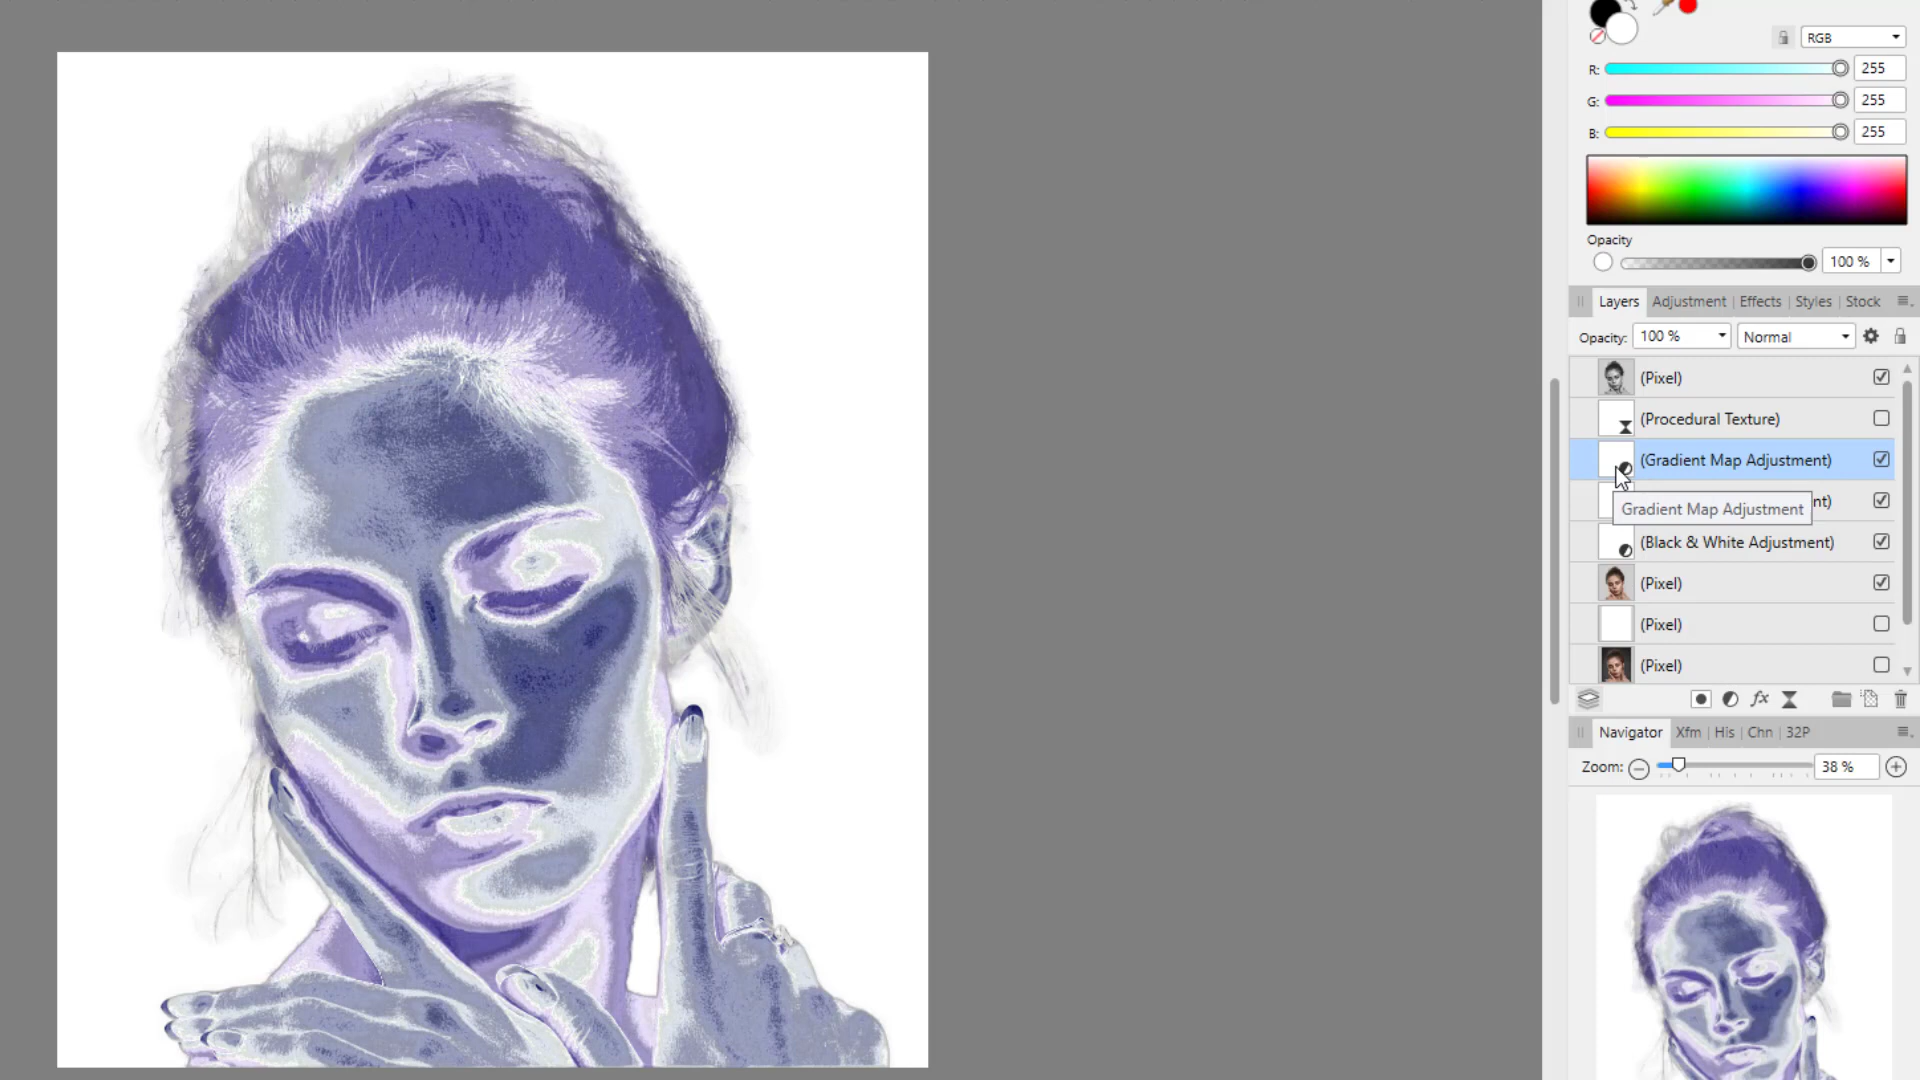 RGB
R: 255
G: 255
B: 255
Opacity
100 %
Layers Adjustment Effects Styles Stock
Opacity: 100 % Normal
(Pixel)
(Procedural Texture)
(Gradient Map Adjustment)
nt)
Gradient Map Adjustment
(Black & White Adjustment)
(Pixel)
(Pixel)
(Pixel)
fx
Navigator Xfm His Chn 32P
Zoom: 38 %